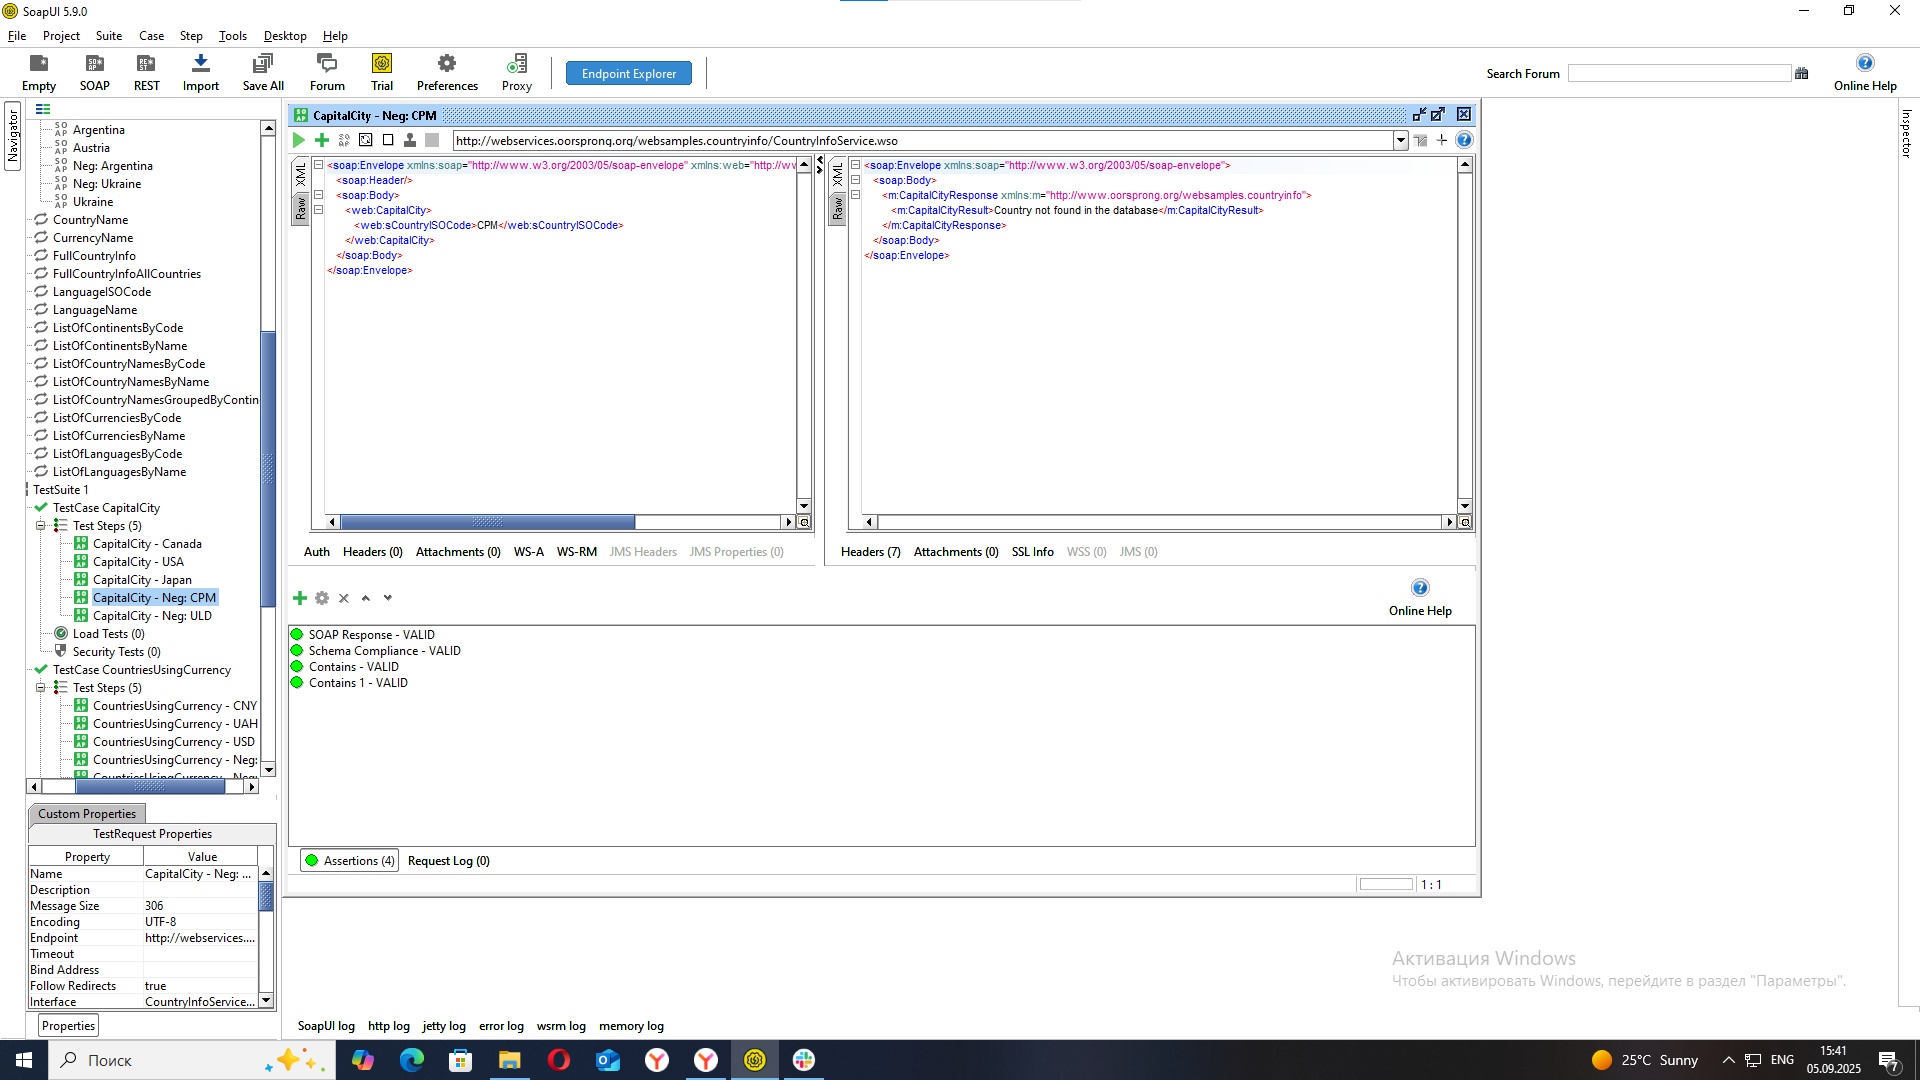 SoapUI 5.9.0
File Project Suite Case Step Tools Desktop Help
Empty SOAP REST Import Save All Forum Trial Preferences Proxy Endpoint Explorer Search Forum Online Help
Navigator
Inspector
Argentina
Austria
Neg: Argentina
Neg: Ukraine
Ukraine
CountryName
CurrencyName
FullCountryInfo
FullCountryInfoAllCountries
LanguageISOCode
LanguageName
ListOfContinentsByCode
ListOfContinentsByName
ListOfCountryNamesByCode
ListOfCountryNamesByName
ListOfCountryNamesGroupedByContin
ListOfCurrenciesByCode
ListOfCurrenciesByName
ListOfLanguagesByCode
ListOfLanguagesByName
TestSuite 1
TestCase CapitalCity
Test Steps (5)
CapitalCity - Canada
CapitalCity - USA
CapitalCity - Japan
CapitalCity - Neg: CPM
CapitalCity - Neg: ULD
Load Tests (0)
Security Tests (0)
TestCase CountriesUsingCurrency
Test Steps (5)
CountriesUsingCurrency - CNY
CountriesUsingCurrency - UAH
CountriesUsingCurrency - USD
CountriesUsingCurrency - Neg:
CountriesUsingCurrency - Neg:
Custom Properties
TestRequest Properties
Property Value
Name CapitalCity - Neg: ...
Description
Message Size 306
Encoding UTF-8
Endpoint http://webservices....
Timeout
Bind Address
Follow Redirects true
Interface CountryInfoService...
Properties
CapitalCity - Neg: CPM
http://webservices.oorsprong.org/websamples.countryinfo/CountryInfoService.wso
XML
Raw
<soap:Envelope xmlns:soap="http://www.w3.org/2003/05/soap-envelope" xmlns:web="http://ww
<soap:Header/>
<soap:Body>
<web:CapitalCity>
<web:sCountryISOCode>CPM</web:sCountryISOCode>
</web:CapitalCity>
</soap:Body>
</soap:Envelope>
XML
Raw
<soap:Envelope xmlns:soap="http://www.w3.org/2003/05/soap-envelope">
<soap:Body>
<m:CapitalCityResponse xmlns:m="http://www.oorsprong.org/websamples.countryinfo">
<m:CapitalCityResult>Country not found in the database</m:CapitalCityResult>
</m:CapitalCityResponse>
</soap:Body>
</soap:Envelope>
Auth Headers (0) Attachments (0) WS-A WS-RM JMS Headers JMS Properties (0)
Headers (7) Attachments (0) SSL Info WSS (0) JMS (0)
Online Help
SOAP Response - VALID
Schema Compliance - VALID
Contains - VALID
Contains 1 - VALID
Assertions (4) Request Log (0)
1 : 1
Активация Windows
Чтобы активировать Windows, перейдите в раздел "Параметры".
SoapUI log http log jetty log error log wsrm log memory log
Поиск
25°C Sunny
ENG
15:41
05.09.2025
7